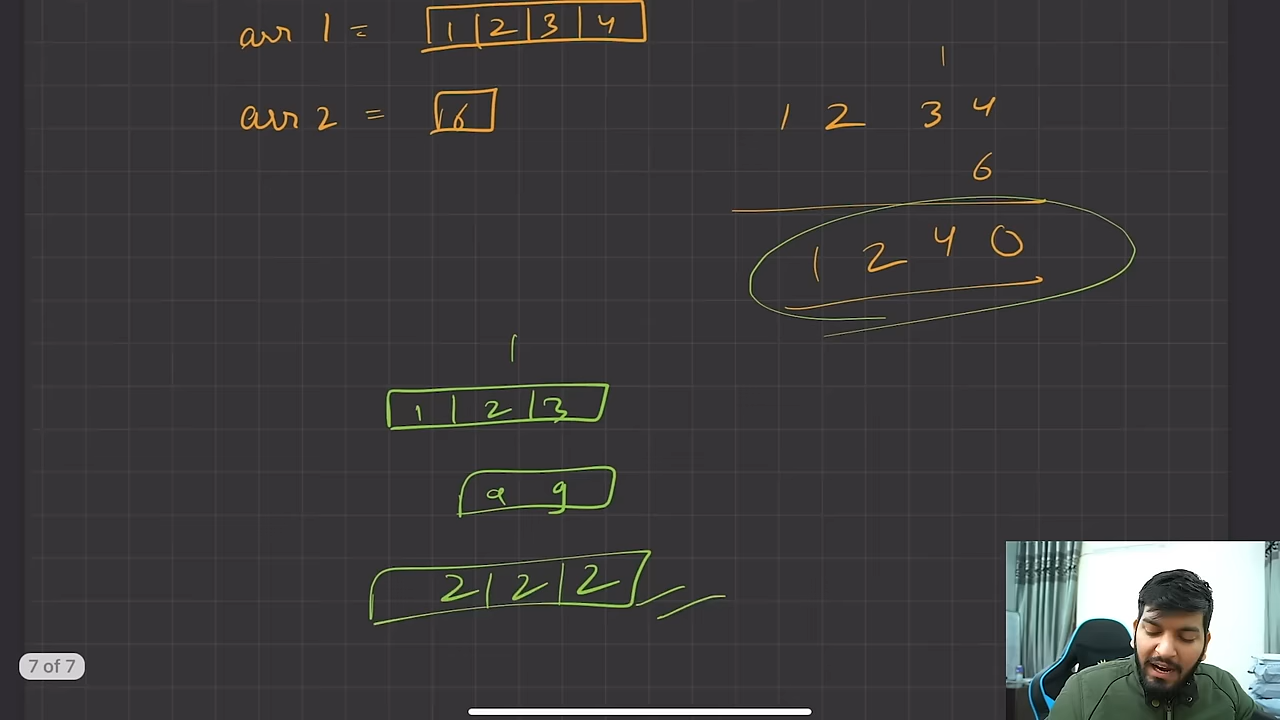 arr 1 = 1 2 3 4
1
arr 2 = 6
1 2 3 4
6
1 2 4 0
1
1 2 3
9 9
2 2 2
7 of 7